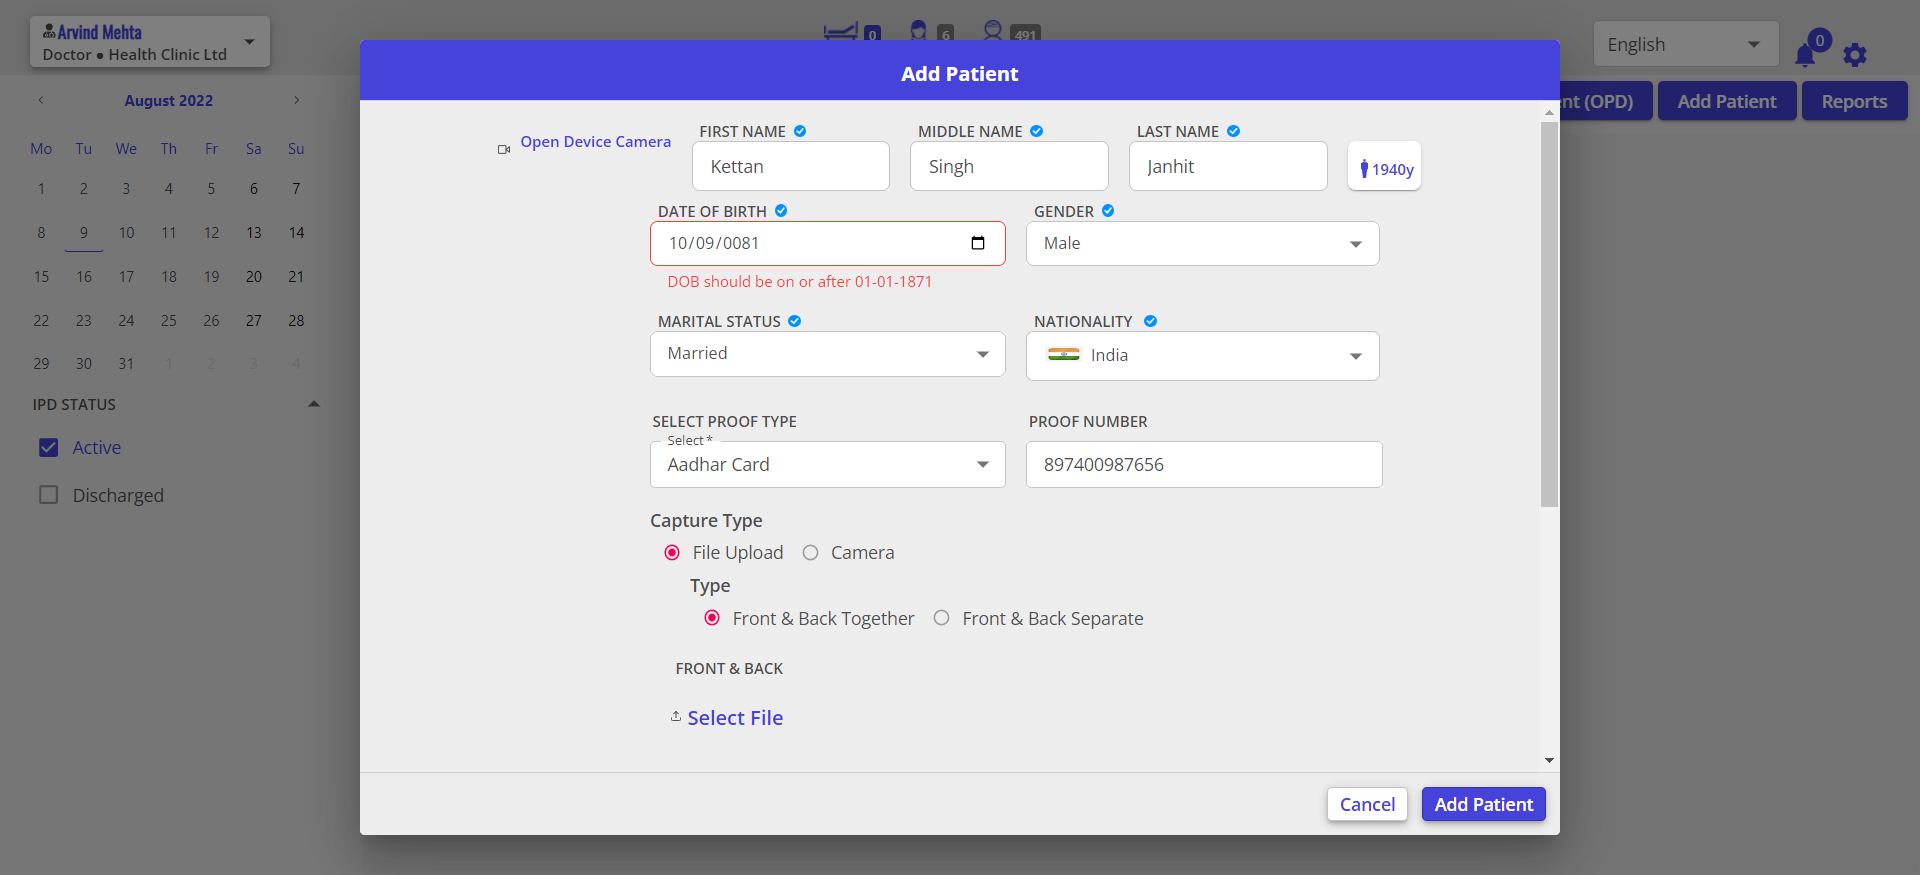 Arvind Mehta
Doctor ● Health Clinic Ltd
0
6
491
English
0
nt (OPD)
Add Patient
Reports
August 2022
Mo Tu We Th Fr Sa Su
1 2 3 4 5 6 7
8 9 10 11 12 13 14
15 16 17 18 19 20 21
22 23 24 25 26 27 28
29 30 31 1 2 3 4
IPD STATUS
Active
Discharged
Add Patient
Open Device Camera
FIRST NAME
MIDDLE NAME
LAST NAME
Kettan
Singh
Janhit
1940y
DATE OF BIRTH
GENDER
10/09/0081
Male
DOB should be on or after 01-01-1871
MARITAL STATUS
NATIONALITY
Married
India
SELECT PROOF TYPE
PROOF NUMBER
Select *
Aadhar Card
897400987656
Capture Type
File Upload
Camera
Type
Front & Back Together
Front & Back Separate
FRONT & BACK
Select File
Cancel
Add Patient